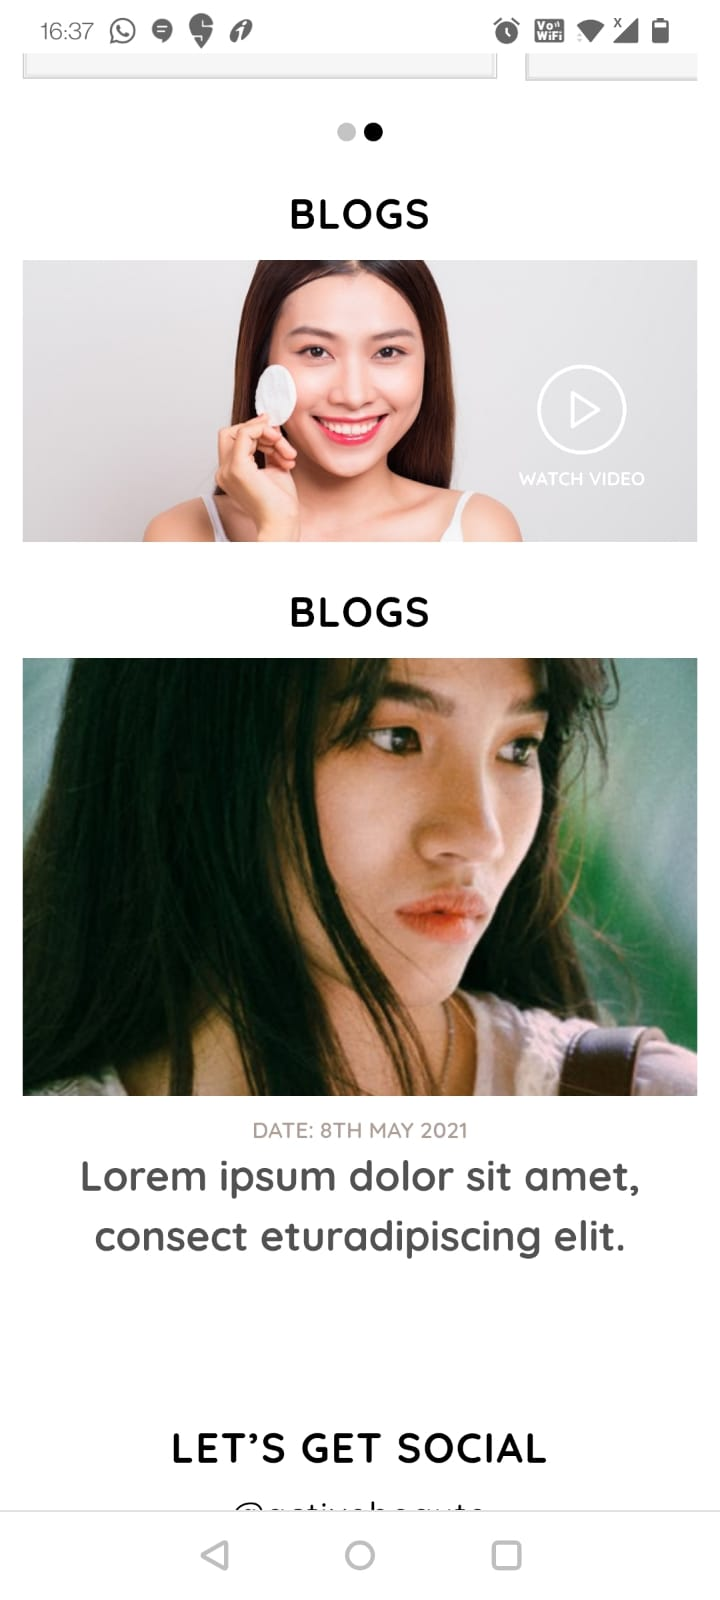 16:37
Vo))
WiFi
X
BLOGS
WATCH VIDEO
BLOGS
DATE: 8TH MAY 2021
Lorem ipsum dolor sit amet,
consect eturadipiscing elit.
LET’S GET SOCIAL